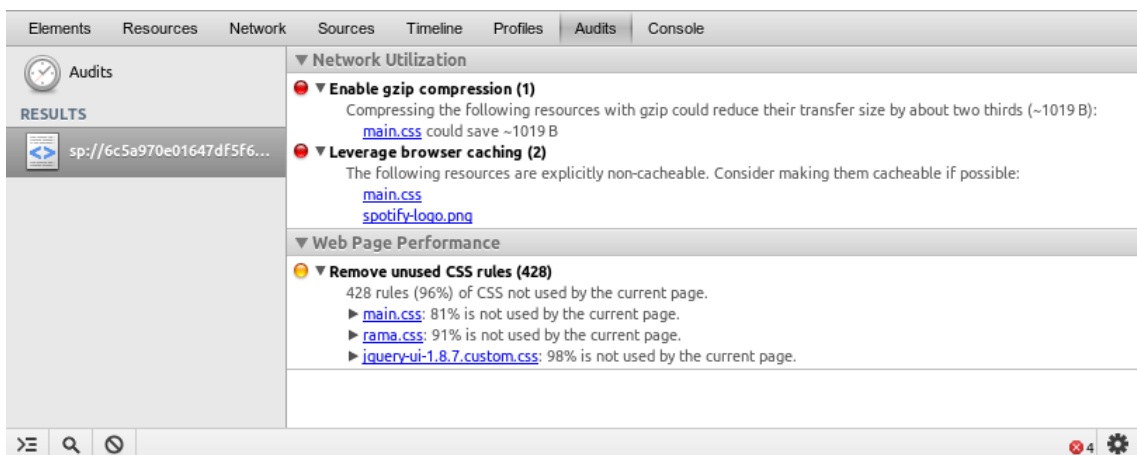 Elements Resources Network Sources Timeline Profiles Audits Console
Audits
RESULTS
sp://6c5a970e01647df5f6...
▼ Network Utilization
▼ Enable gzip compression (1)
Compressing the following resources with gzip could reduce their transfer size by about two thirds (~1019 B):
main.css could save ~1019 B
▼ Leverage browser caching (2)
The following resources are explicitly non-cacheable. Consider making them cacheable if possible:
main.css
spotify-logo.png
▼ Web Page Performance
▼ Remove unused CSS rules (428)
428 rules (96%) of CSS not used by the current page.
▶ main.css: 81% is not used by the current page.
▶ rama.css: 91% is not used by the current page.
▶ jquery-ui-1.8.7.custom.css: 98% is not used by the current page.
4